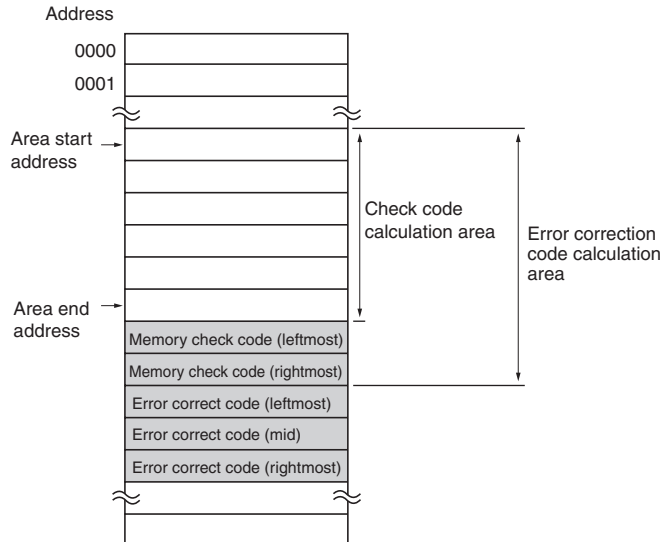 Address
0000
0001
Area start
address
Check code
calculation area
Error correction
code calculation
area
Area end
address
Memory check code (leftmost)
Memory check code (rightmost)
Error correct code (leftmost)
Error correct code (mid)
Error correct code (rightmost)